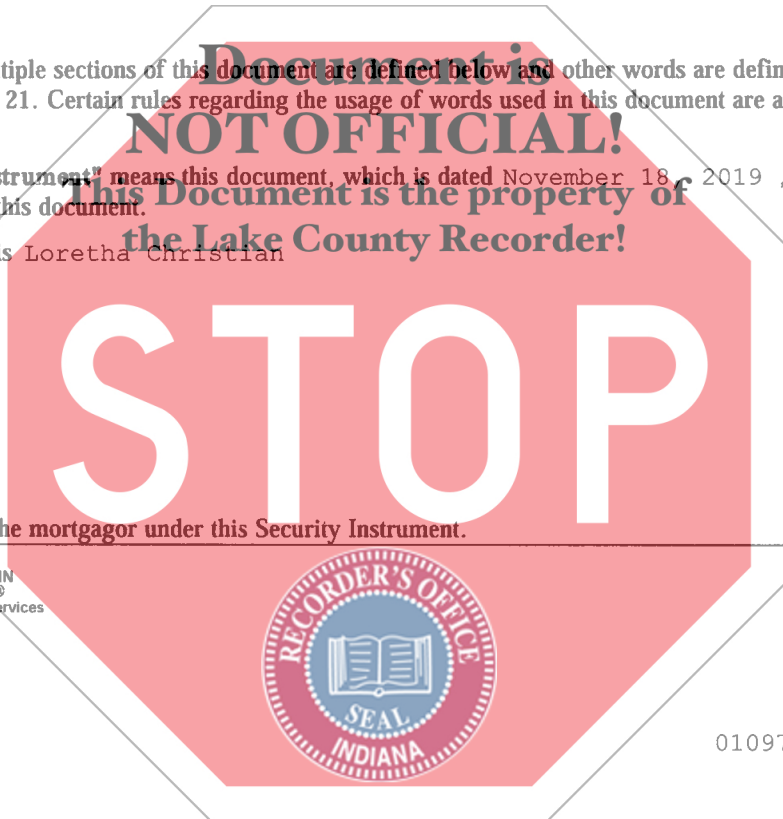 Document is
tiple sections of this document are defined below and other words are defin
21. Certain rules regarding the usage of words used in this document are a
NOT OFFICIAL!
strument" means this document, which is dated November 18, 2019 ,
This Document is the property of
his document.
the Lake County Recorder!
s Loretha Christian
STOP
he mortgagor under this Security Instrument.
IN
®
ervices
RECORDER'S OFFICE
SEAL
INDIANA
01097